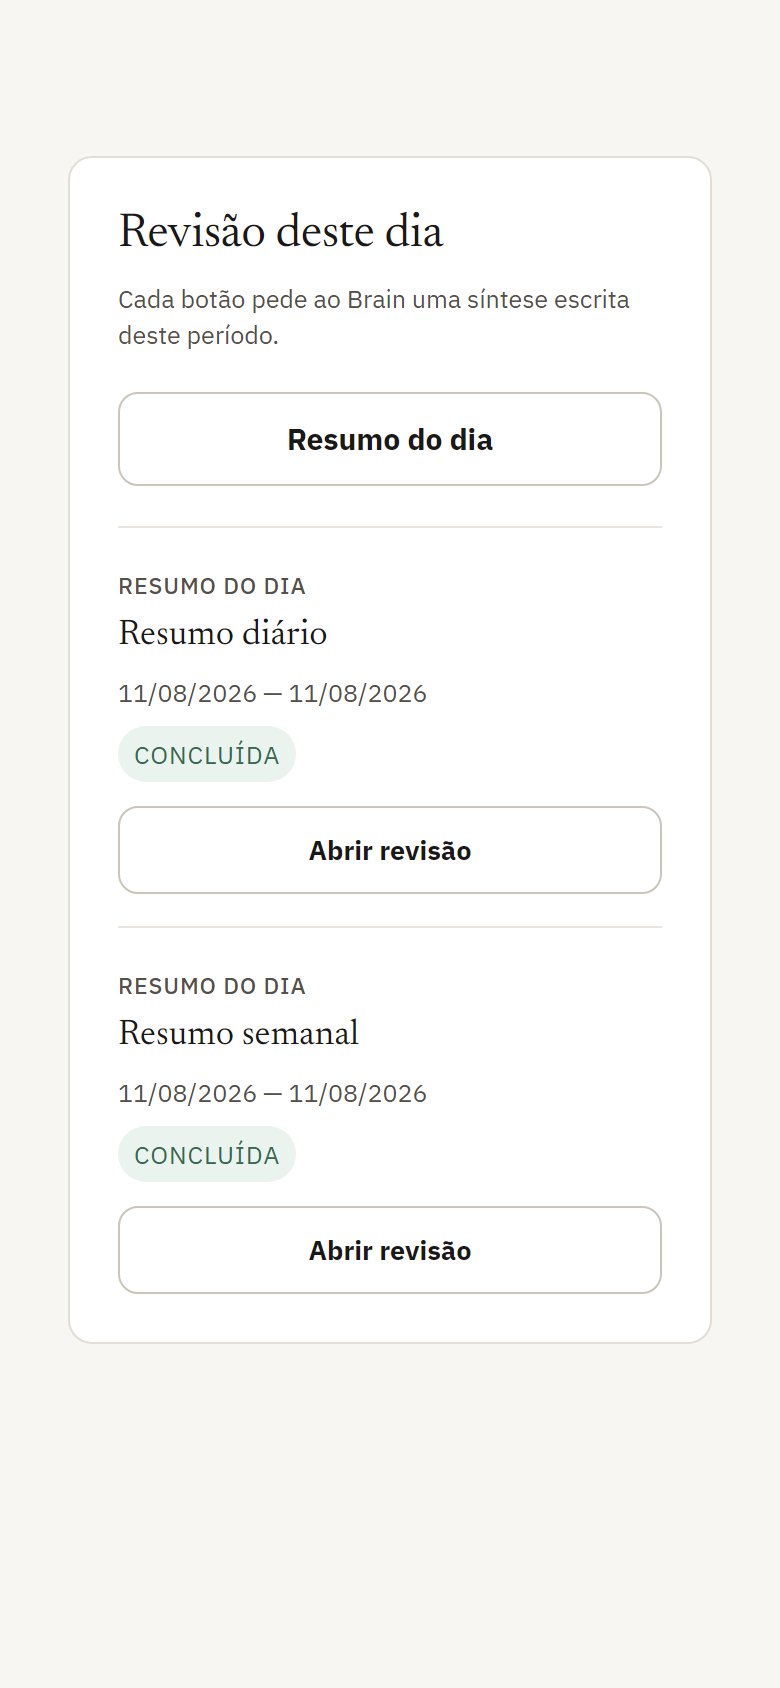 Revisão deste dia
Cada botão pede ao Brain uma síntese escrita
deste período.
Resumo do dia
RESUMO DO DIA
Resumo diário
11/08/2026 — 11/08/2026
CONCLUÍDA
Abrir revisão
RESUMO DO DIA
Resumo semanal
11/08/2026 — 11/08/2026
CONCLUÍDA
Abrir revisão